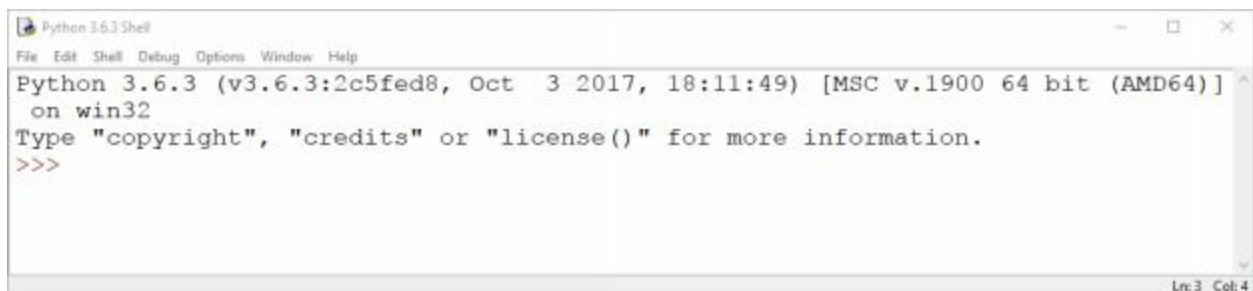 Python 3.6.3 Shell
File Edit Shell Debug Options Window Help
Python 3.6.3 (v3.6.3:2c5fed8, Oct  3 2017, 18:11:49) [MSC v.1900 64 bit (AMD64)]
 on win32
Type "copyright", "credits" or "license()" for more information.
>>>
Ln: 3 Col: 4